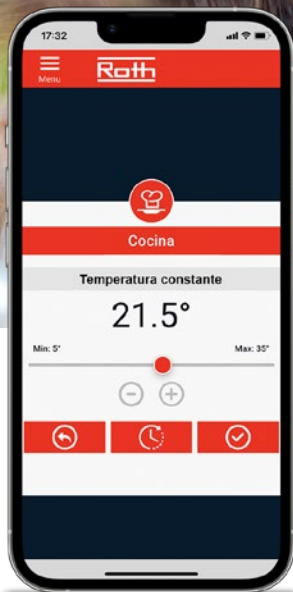 17:32
Menu
Roth
Cocina
Temperatura constante
21.5°
Min: 5°
Max: 35°